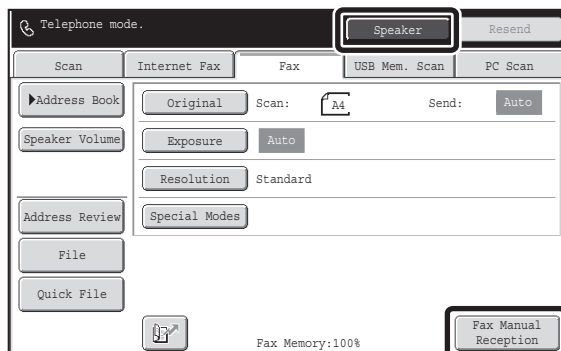 Telephone mode.
Speaker
Resend
Scan
Internet Fax
Fax
USB Mem. Scan
PC Scan
Address Book
Original
Scan:
A4
Send:
Auto
Speaker Volume
Exposure
Auto
Resolution
Standard
Address Review
Special Modes
File
Quick File
Fax Memory:100%
Fax Manual
Reception